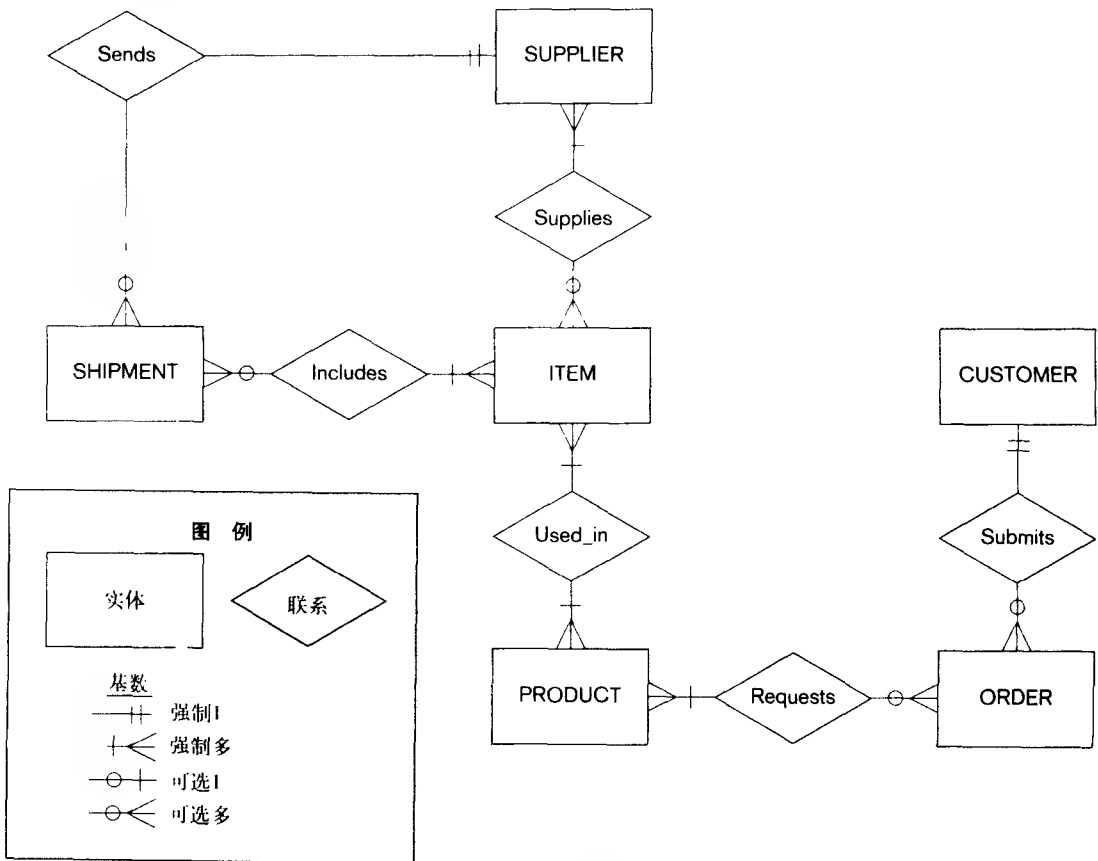 Sends
SUPPLIER
Supplies
SHIPMENT
Includes
ITEM
CUSTOMER
Used_in
Submits
PRODUCT
Requests
ORDER
图 例
实体
联系
基数
强制1
强制多
可选1
可选多